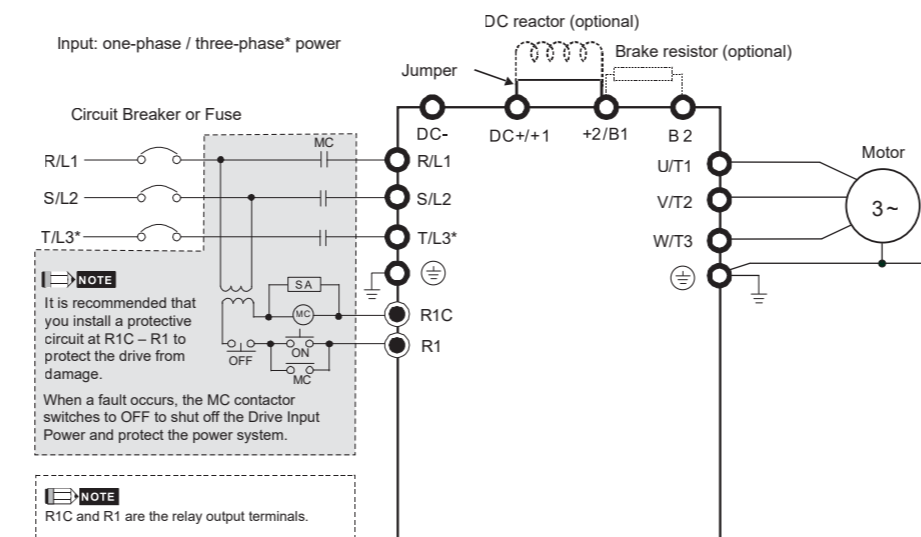 DC reactor (optional)
Input: one-phase / three-phase* power
Brake resistor (optional)
Jumper
Circuit Breaker or Fuse
DC-
DC+/+1
+2/B1
B 2
MC
R/L1
R/L1
U/T1
Motor
S/L2
S/L2
V/T2
3~
T/L3*
T/L3*
W/T3
NOTE
It is recommended that
you install a protective
circuit at R1C – R1 to
protect the drive from
damage.
SA
MC
R1C
OFF
ON
R1
MC
When a fault occurs, the MC contactor
switches to OFF to shut off the Drive Input
Power and protect the power system.
NOTE
R1C and R1 are the relay output terminals.